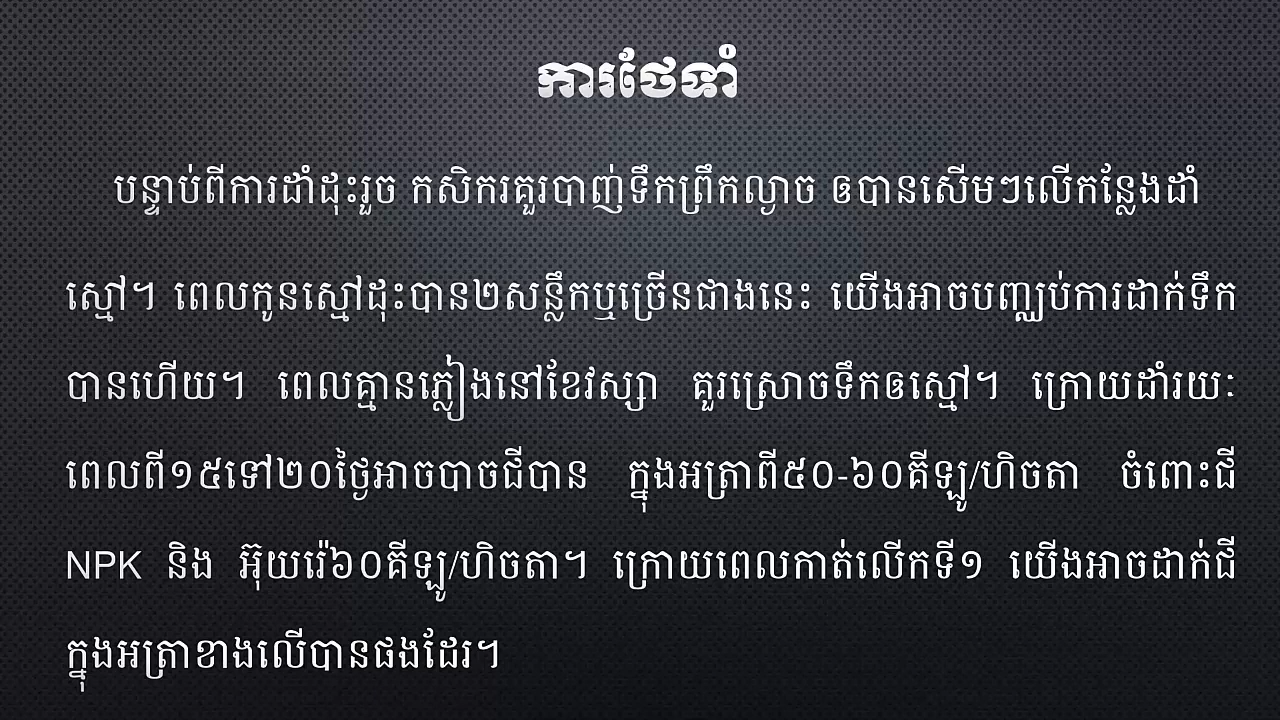 ការថែទាំ
បន្ទាប់ពីការដាំដុះរួច កសិករគួរបាញ់ទឹកព្រឹកល្ងាច ឲបានសើមៗលើកន្លែងដាំ
ស្មៅ។ ពេលកូនស្មៅដុះបាន២សន្លឹកឬច្រើនជាងនេះ យើងអាចបញ្ឈប់ការដាក់ទឹក
បានហើយ។ ពេលគ្មានភ្លៀងនៅខែវស្សា គួរស្រោចទឹកឲស្មៅ។ ក្រោយដាំរយៈ
ពេលពី១៥ទៅ២០ថ្ងៃអាចបាចជីបាន ក្នុងអត្រាពី៥០-៦០គីឡូ/ហិចតា ចំពោះជី
NPK និង អ៊ុយរ៉េ៦០គីឡូ/ហិចតា។ ក្រោយពេលកាត់លើកទី១ យើងអាចដាក់ជី
ក្នុងអត្រាខាងលើបានផងដែរ។